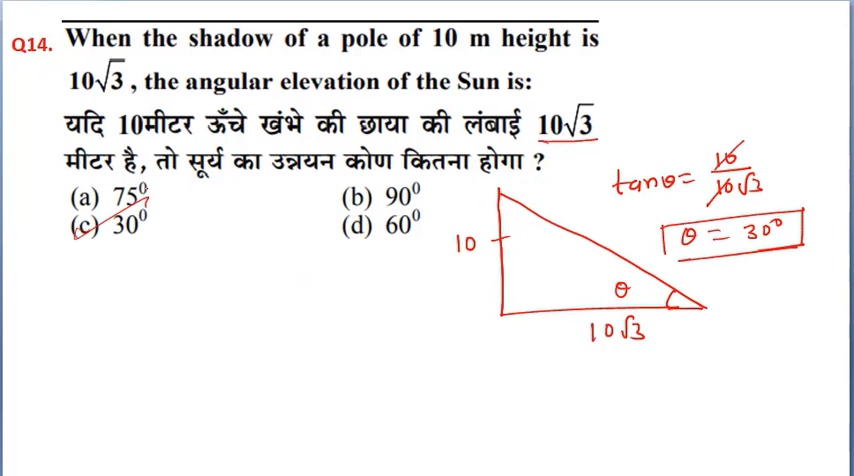 Q14. When the shadow of a pole of 10 m height is
10√3, the angular elevation of the Sun is:
यदि 10मीटर ऊँचे खंभे की छाया की लंबाई 10√3
मीटर है, तो सूर्य का उन्नयन कोण कितना होगा ?
(a) 75⁰ (b) 90⁰
(c) 30⁰ (d) 60⁰
tanθ = 10/10√3
θ = 30⁰
10
θ
10√3